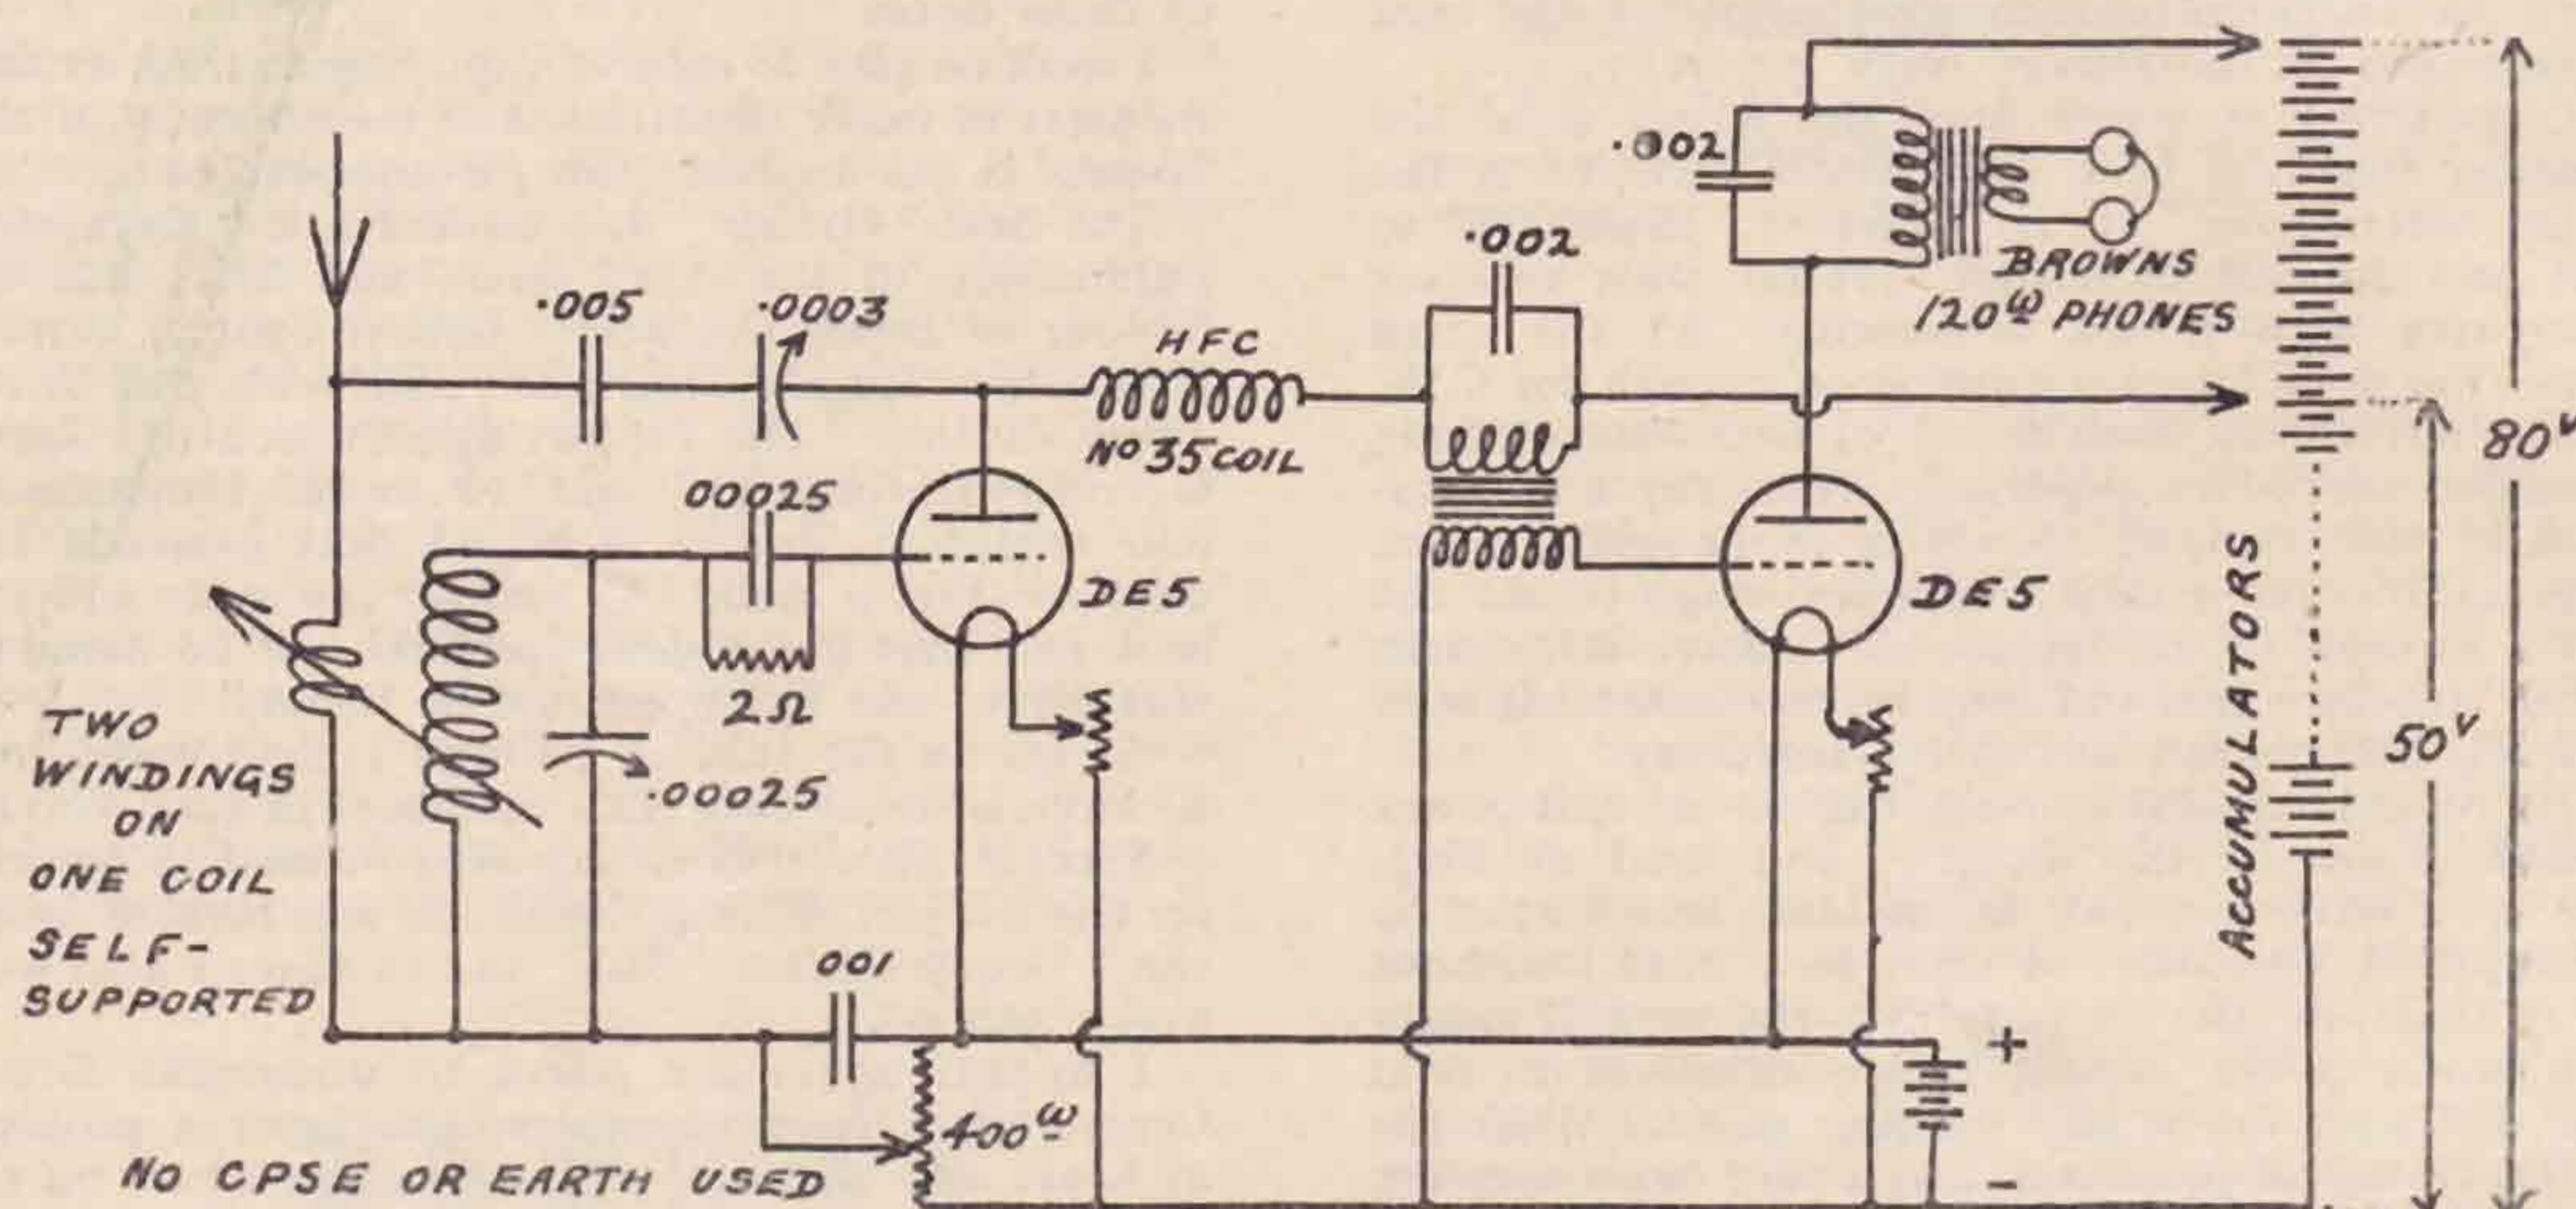 .002
BROWNS
120ω PHONES
.002
.005
.0003
HFC
No 35 COIL
00025
2Ω
DE5
DE5
.00025
TWO
WINDINGS
ON
ONE COIL
SELF-
SUPPORTED
001
400ω
+
-
NO CPSE OR EARTH USED
ACCUMULATORS
50V
80V